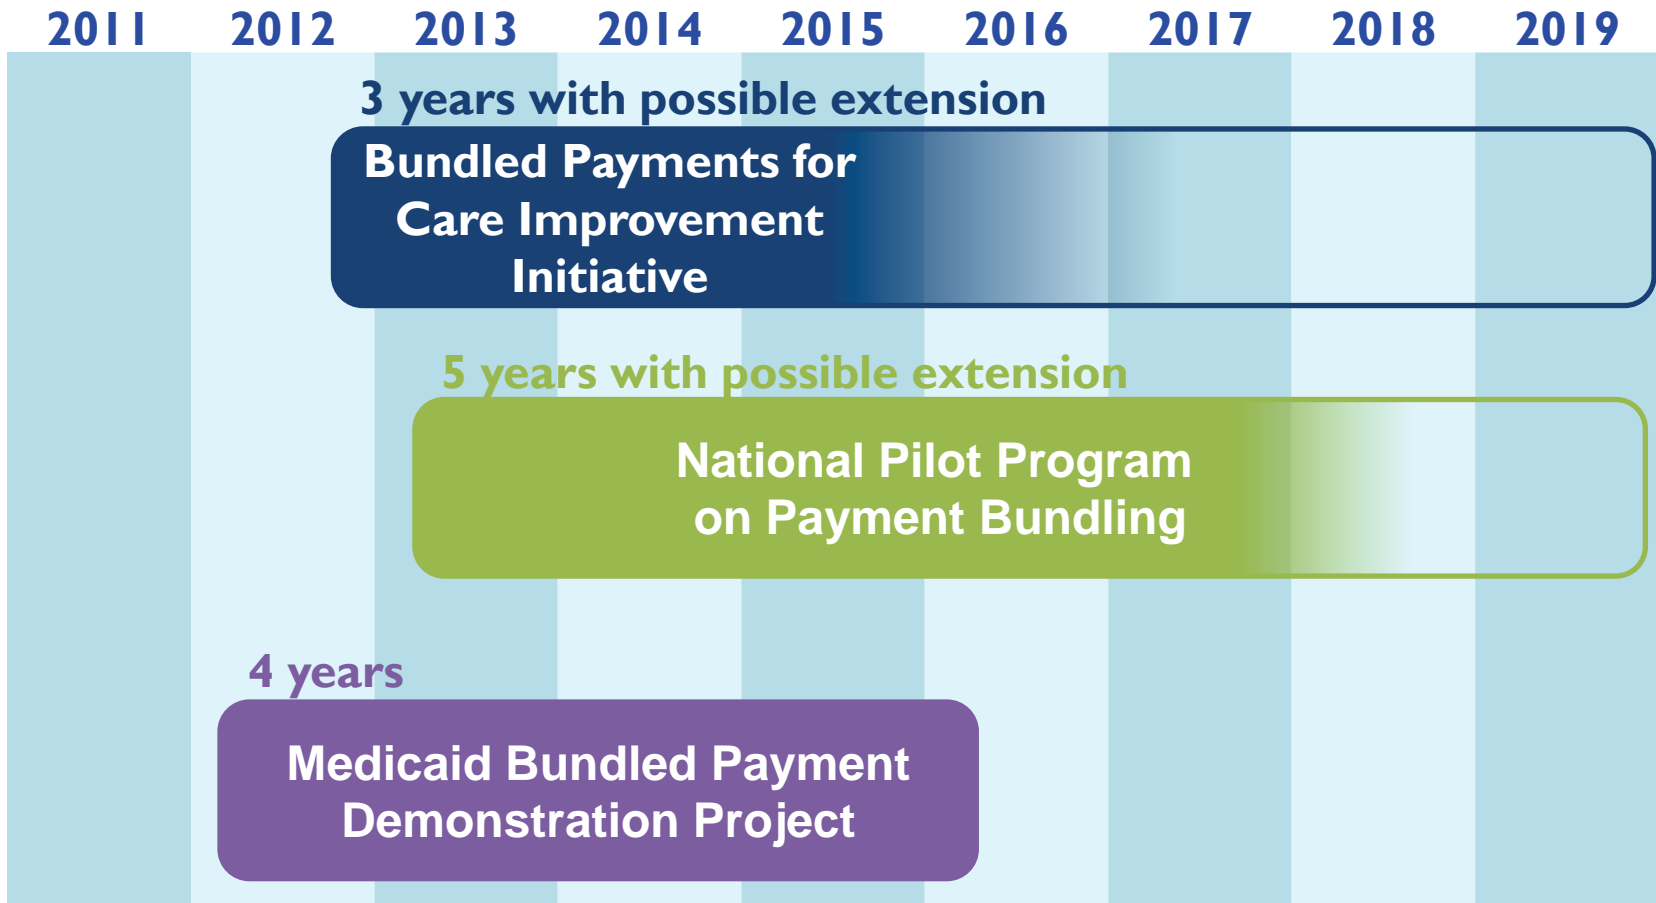 2011 2012 2013 2014 2015 2016 2017 2018 2019
3 years with possible extension
Bundled Payments for
Care Improvement
Initiative
5 years with possible extension
National Pilot Program
on Payment Bundling
4 years
Medicaid Bundled Payment
Demonstration Project